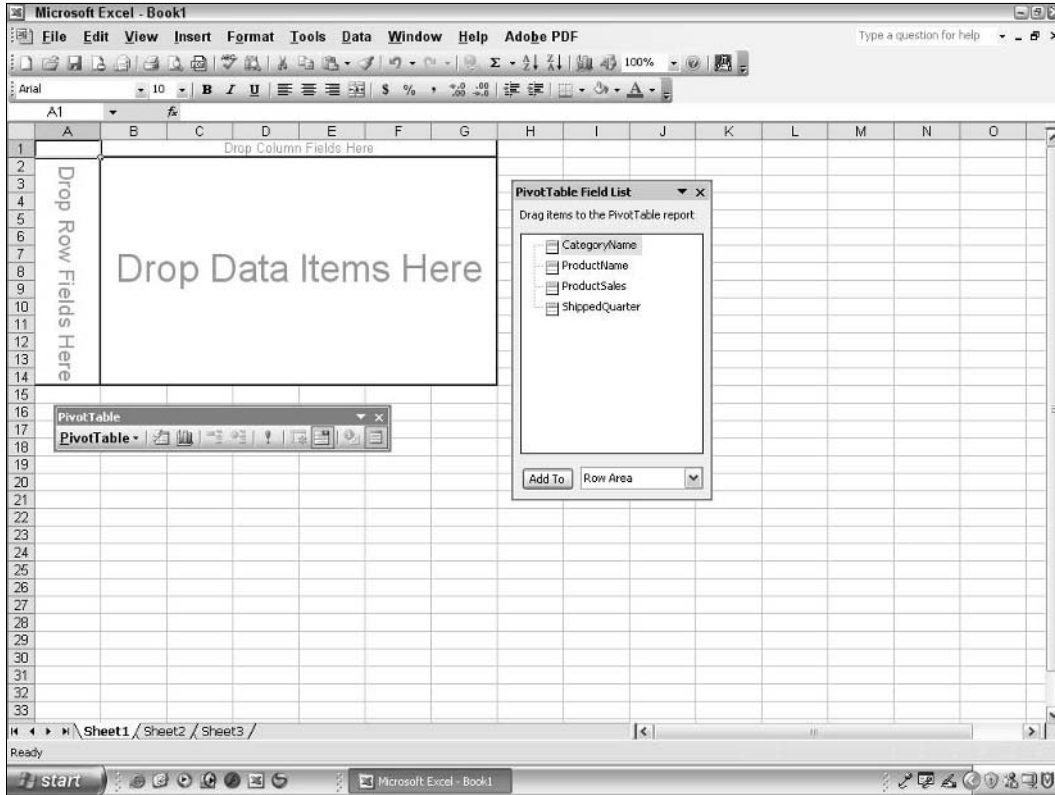 Microsoft Excel - Book1
File Edit View Insert Format Tools Data Window Help Adobe PDF
Type a question for help
100%
Arial 10 B I U $ % ,
A1 fx
A B C D E F G H I J K L M N O
1
2
3
4
5
6
7
8
9
10
11
12
13
14
15
16
17
18
19
20
21
22
23
24
25
26
27
28
29
30
31
32
33
Drop Column Fields Here
Drop Row Fields Here
Drop Data Items Here
PivotTable Field List
Drag items to the PivotTable report
CategoryName
ProductName
ProductSales
ShippedQuarter
Add To Row Area
PivotTable
PivotTable
Sheet1 / Sheet2 / Sheet3 /
Ready
start Microsoft Excel - Book1